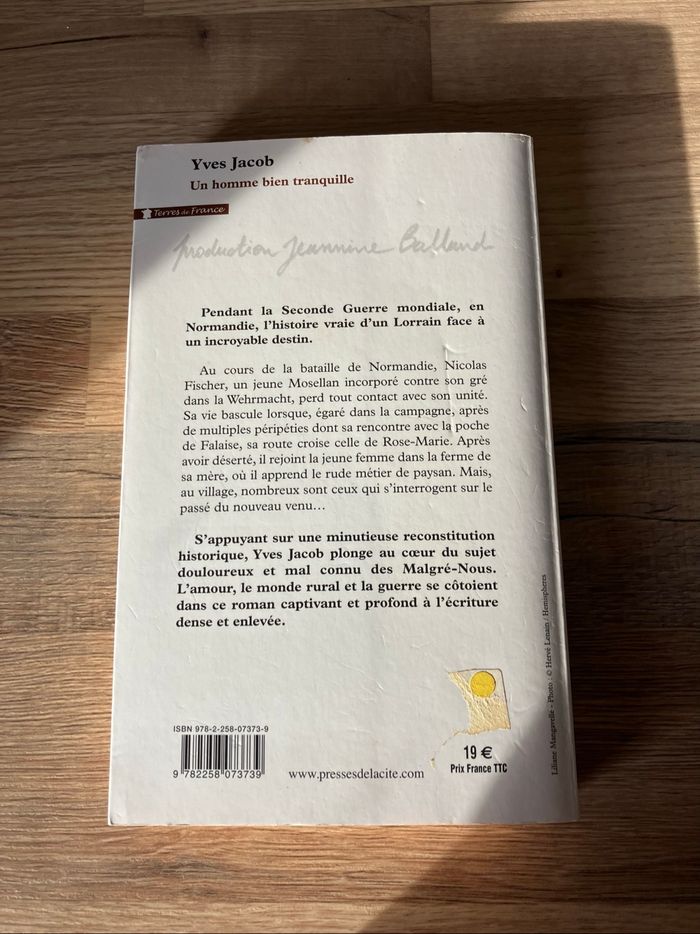 Yves Jacob
Un homme bien tranquille
Terres de France
production Jeannine Balland
Pendant la Seconde Guerre mondiale, en
Normandie, l'histoire vraie d'un Lorrain face à
un incroyable destin.
Au cours de la bataille de Normandie, Nicolas
Fischer, un jeune Mosellan incorporé contre son gré
dans la Wehrmacht, perd tout contact avec son unité.
Sa vie bascule lorsque, égaré dans la campagne, après
de multiples péripéties dont sa rencontre avec la poche
de Falaise, sa route croise celle de Rose-Marie. Après
avoir déserté, il rejoint la jeune femme dans la ferme de
sa mère, où il apprend le rude métier de paysan. Mais,
au village, nombreux sont ceux qui s'interrogent sur le
passé du nouveau venu…
S'appuyant sur une minutieuse reconstitution
historique, Yves Jacob plonge au cœur du sujet
douloureux et mal connu des Malgré-Nous.
L'amour, le monde rural et la guerre se côtoient
dans ce roman captivant et profond à l'écriture
dense et enlevée.
ISBN 978-2-258-07373-9
9 782258 073739
www.pressesdelacite.com
19 €
Prix France TTC
Liliane Mangavelle - Photo : © Hervé Lenain / Hemispheres